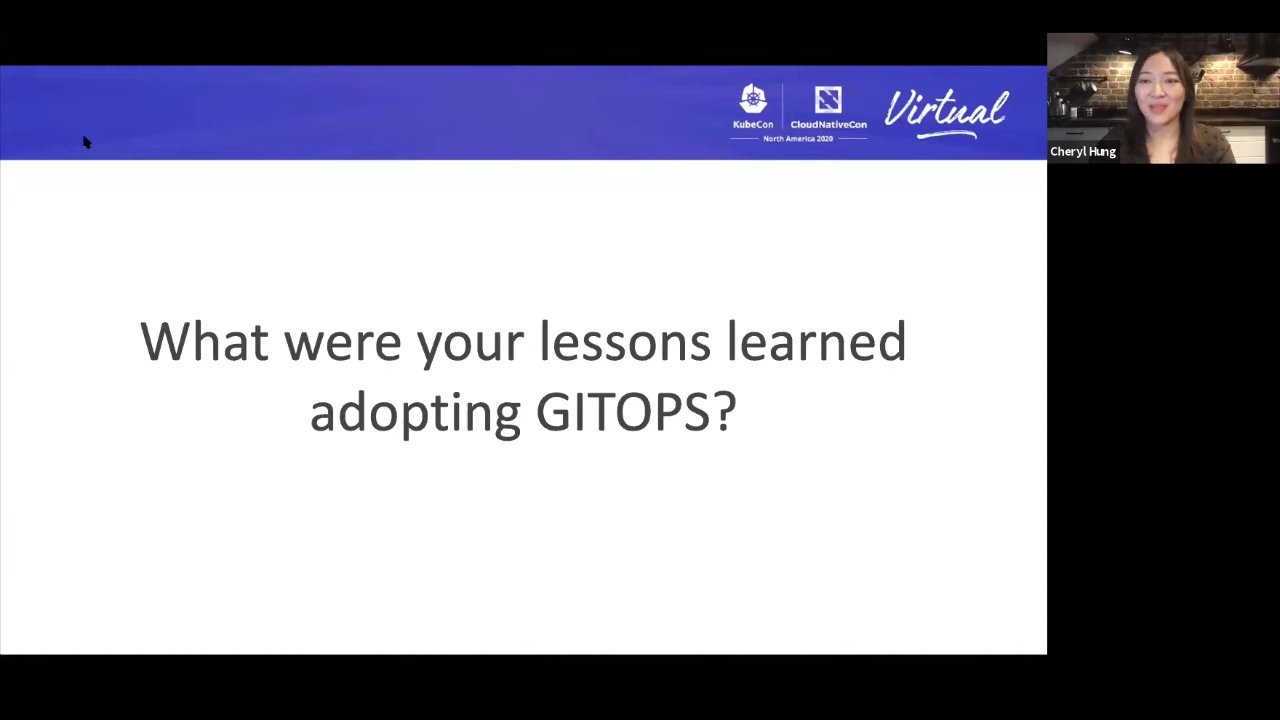 KubeCon
CloudNativeCon
North America 2020
Virtual
Cheryl Hung
What were your lessons learned
adopting GITOPS?